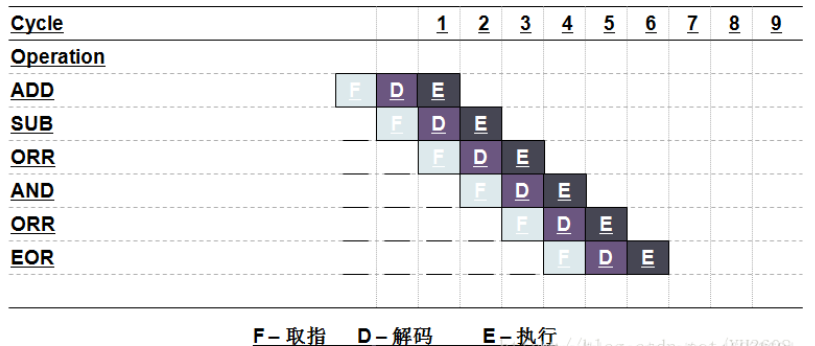 Cycle 1 2 3 4 5 6 7 8 9
Operation
ADD F D E
SUB F D E
ORR F D E
AND F D E
ORR F D E
EOR F D E
F – 取指 D – 解码 E – 执行